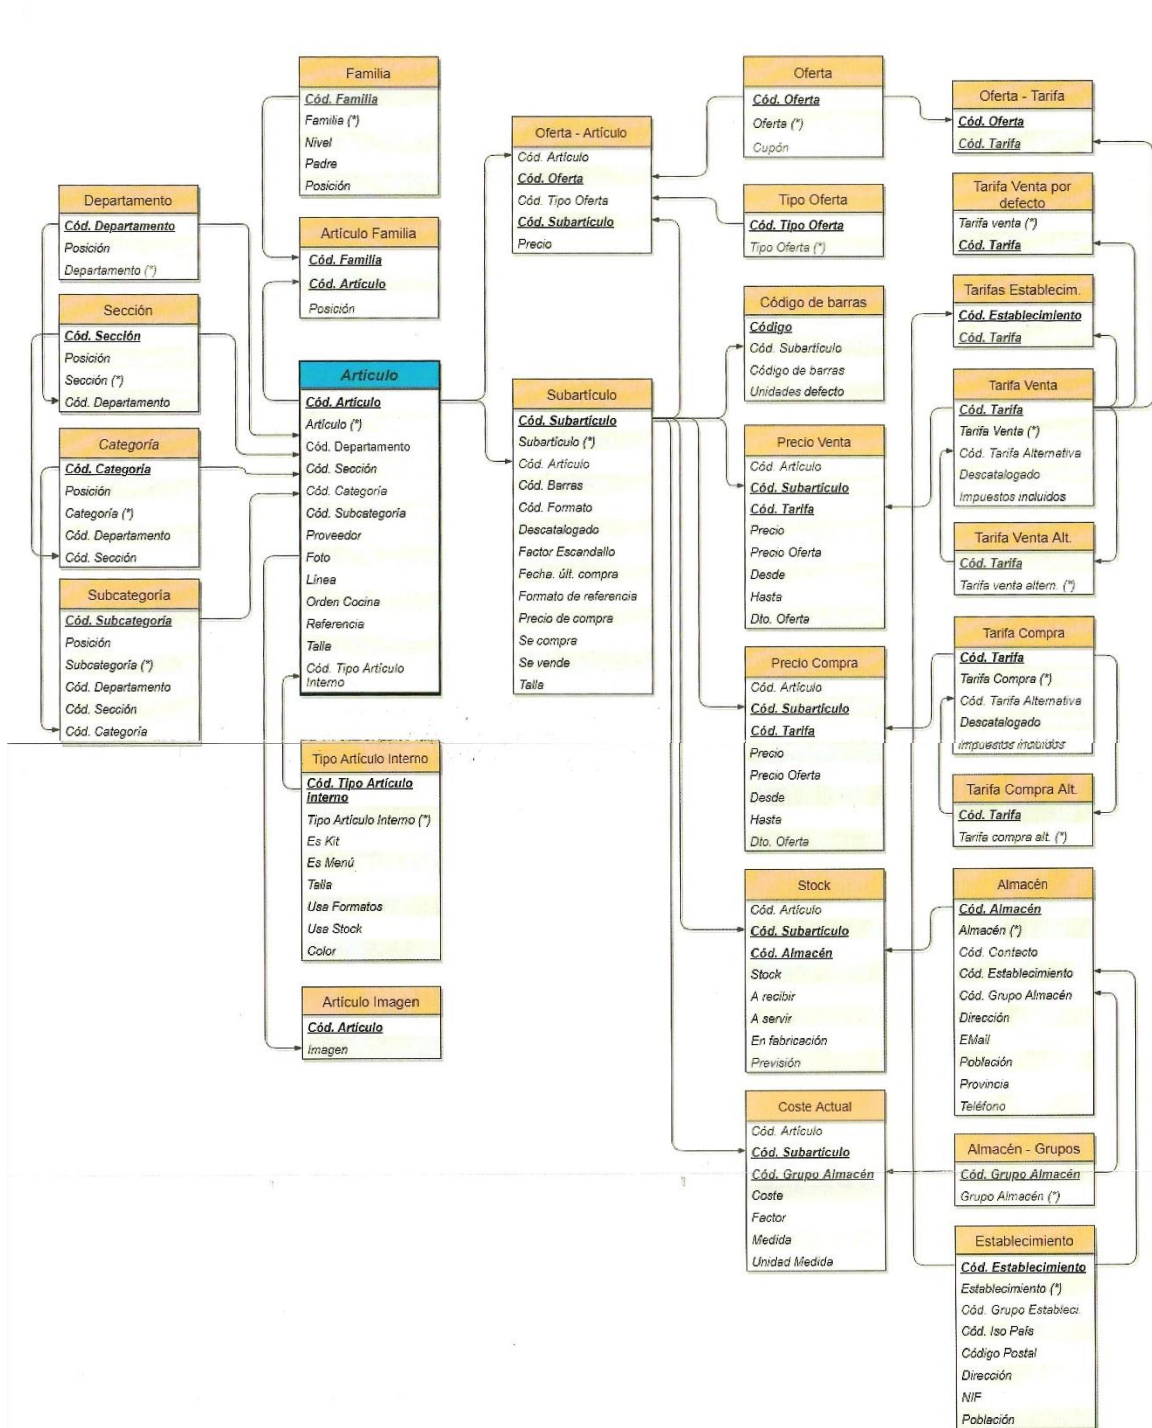 Familia
Cód. Familia
Familia (*)
Nivel
Padre
Posición
Departamento
Cód. Departamento
Posición
Departamento (*)
Artículo Familia
Cód. Familia
Cód. Artículo
Posición
Sección
Cód. Sección
Posición
Sección (*)
Cód. Departamento
Artículo
Cód. Artículo
Artículo (*)
Cód. Departamento
Cód. Sección
Cód. Categoría
Cód. Subcategoría
Proveedor
Foto
Línea
Orden Cocina
Referencia
Talla
Cód. Tipo Artículo
Interno
Categoría
Cód. Categoría
Posición
Categoría (*)
Cód. Departamento
Cód. Sección
Subcategoría
Cód. Subcategoría
Posición
Subcategoría (*)
Cód. Departamento
Cód. Sección
Cód. Categoría
Tipo Artículo Interno
Cód. Tipo Artículo
Interno
Tipo Artículo Interno (*)
Es Kit
Es Menú
Talla
Usa Formatos
Usa Stock
Color
Artículo Imagen
Cód. Artículo
Imagen
Oferta - Artículo
Cód. Artículo
Cód. Oferta
Cód. Tipo Oferta
Cód. Subartículo
Precio
Subartículo
Cód. Subartículo
Subartículo (*)
Cód. Artículo
Cód. Barras
Cód. Formato
Descatalogado
Factor Escandallo
Fecha. últ. compra
Formato de referencia
Precio de compra
Se compra
Se vende
Talla
Oferta
Cód. Oferta
Oferta (*)
Cupón
Tipo Oferta
Cód. Tipo Oferta
Tipo Oferta (*)
Código de barras
Código
Cód. Subartículo
Código de barras
Unidades defecto
Precio Venta
Cód. Artículo
Cód. Subartículo
Cód. Tarifa
Precio
Precio Oferta
Desde
Hasta
Dto. Oferta
Precio Compra
Cód. Artículo
Cód. Subartículo
Cód. Tarifa
Precio
Precio Oferta
Desde
Hasta
Dto. Oferta
Stock
Cód. Artículo
Cód. Subartículo
Cód. Almacén
Stock
A recibir
A servir
En fabricación
Previsión
Coste Actual
Cód. Artículo
Cód. Subartículo
Cód. Grupo Almacén
Coste
Factor
Medida
Unidad Medida
Oferta - Tarifa
Cód. Oferta
Cód. Tarifa
Tarifa Venta por
defecto
Tarifa venta (*)
Cód. Tarifa
Tarifas Establecim.
Cód. Establecimiento
Cód. Tarifa
Tarifa Venta
Cód. Tarifa
Tarifa Venta (*)
Cód. Tarifa Alternativa
Descatalogado
Impuestos incluidos
Tarifa Venta Alt.
Cód. Tarifa
Tarifa venta altern. (*)
Tarifa Compra
Cód. Tarifa
Tarifa Compra (*)
Cód. Tarifa Alternativa
Descatalogado
Impuestos incluidos
Tarifa Compra Alt.
Cód. Tarifa
Tarifa compra alt. (*)
Almacén
Cód. Almacén
Almacén (*)
Cód. Contacto
Cód. Establecimiento
Cód. Grupo Almacén
Dirección
EMail
Población
Provincia
Teléfono
Almacén - Grupos
Cód. Grupo Almacén
Grupo Almacén (*)
Establecimiento
Cód. Establecimiento
Establecimiento (*)
Cód. Grupo Estableci.
Cód. Iso País
Código Postal
Dirección
NIF
Población